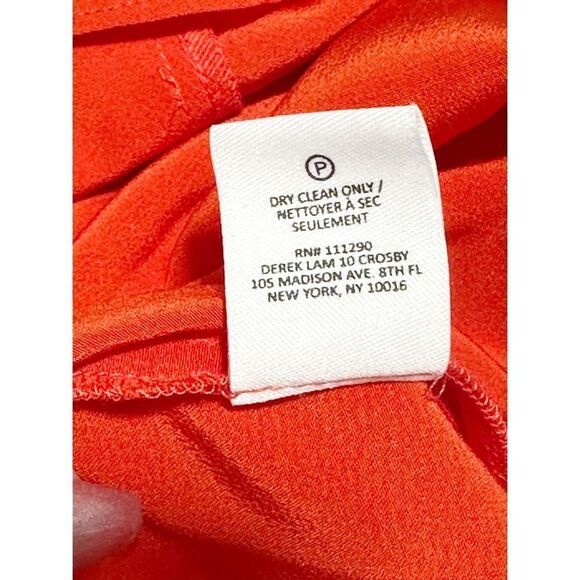 P
DRY CLEAN ONLY /
NETTOYER À SEC
SEULEMENT
RN# 111290
DEREK LAM 10 CROSBY
105 MADISON AVE. 8TH FL
NEW YORK, NY 10016